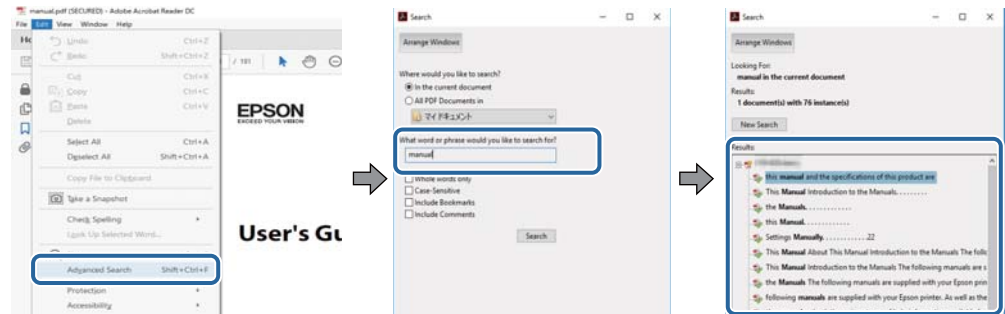 manual.pdf (SECURED) - Adobe Acrobat Reader DC
File Edit View Window Help
Undo Ctrl+Z
Redo Shift+Ctrl+Z
Cut Ctrl+X
Copy Ctrl+C
Paste Ctrl+V
Delete
Select All Ctrl+A
Deselect All Shift+Ctrl+A
Copy File to Clipboard
Take a Snapshot
Check Spelling
Look Up Selected Word...
Advanced Search Shift+Ctrl+F
Protection
Accessibility
/ 181
EPSON
EXCEED YOUR VISION
User's Gu
Search
Arrange Windows
Where would you like to search?
In the current document
All PDF Documents in
マイ ドキュメント
What word or phrase would you like to search for?
manual
Whole words only
Case-Sensitive
Include Bookmarks
Include Comments
Search
Search
Arrange Windows
Looking For:
manual in the current document
Results:
1 document(s) with 76 instance(s)
New Search
Results:
this manual and the specifications of this product are
This Manual Introduction to the Manuals. . . . . . . . .
the Manuals. . . . . . . . . . . . .
this Manual. . . . . . . . . .
Settings Manually. . . . . . . . . . . .22
This Manual About This Manual Introduction to the Manuals The follo
This Manual Introduction to the Manuals The following manuals are s
the Manuals The following manuals are supplied with your Epson prin
following manuals are supplied with your Epson printer. As well as the